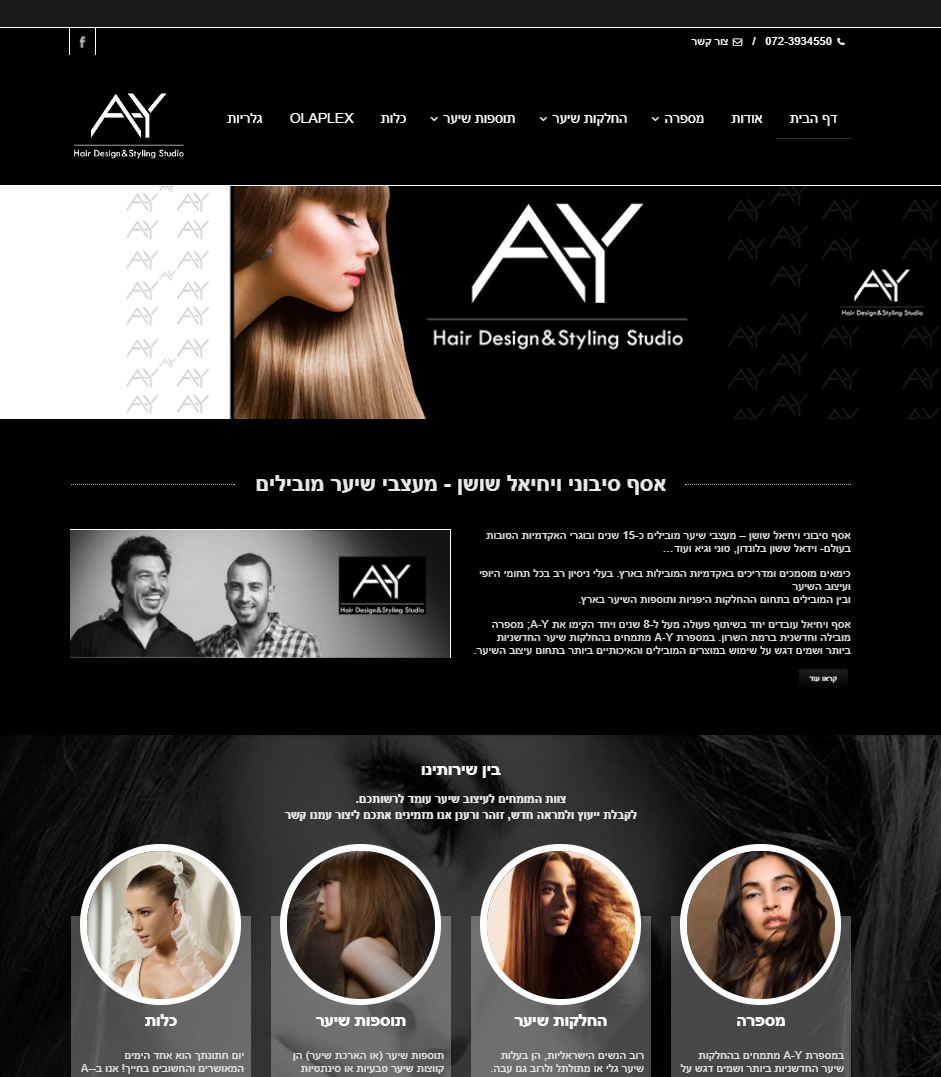 072-3934550 / צור קשר
AY
Hair Design&Styling Studio
דף הבית אודות מספרה החלקות שיער תוספות שיער כלות OLAPLEX גלריות
AY
Hair Design&Styling Studio
AY
Hair Design&Styling Studio
אסף סיבוני ויחיאל שושן - מעצבי שיער מובילים
אסף סיבוני ויחיאל שושן – מעצבי שיער מובילים כ-15 שנים ובוגרי האקדמיות הטובות
בעולם- וידאל ששון בלונדון, טוני וגיא ועוד...
כימאים מוסמכים ומדריכים באקדמיות המובילות בארץ. בעלי ניסיון רב בכל תחומי היופי
ועיצוב השיער
ובין המובילים בתחום ההחלקות היפניות ותוספות השיער בארץ.
אסף ויחיאל עובדים יחד בשיתוף פעולה מעל ל-8 שנים ויחד הקימו את A-Y; מספרה
מובילה וחדשנית ברמת השרון. במספרת A-Y מתמחים בהחלקות שיער החדשניות
ביותר ושמים דגש על שימוש במוצרים המובילים והאיכותיים ביותר בתחום עיצוב השיער.
קראו עוד
AY
Hair Design&Styling Studio
בין שירותינו
צוות המומחים לעיצוב שיער עומד לרשותכם.
לקבלת ייעוץ ולמראה חדש, זוהר ורענן אנו מזמינים אתכם ליצור עמנו קשר
מספרה
במספרת A-Y מתמחים בהחלקות
שיער החדשניות ביותר ושמים דגש על
החלקות שיער
רוב הנשים הישראליות, הן בעלות
שיער גלי או מתולתל ולרוב גם עבה.
תוספות שיער
תוספות שיער (או הארכת שיער) הן
קווצות שיער טבעיות או סינתטיות
כלות
יום חתונתך הוא אחד הימים
המאושרים והחשובים בחייך! אנו ב-A-